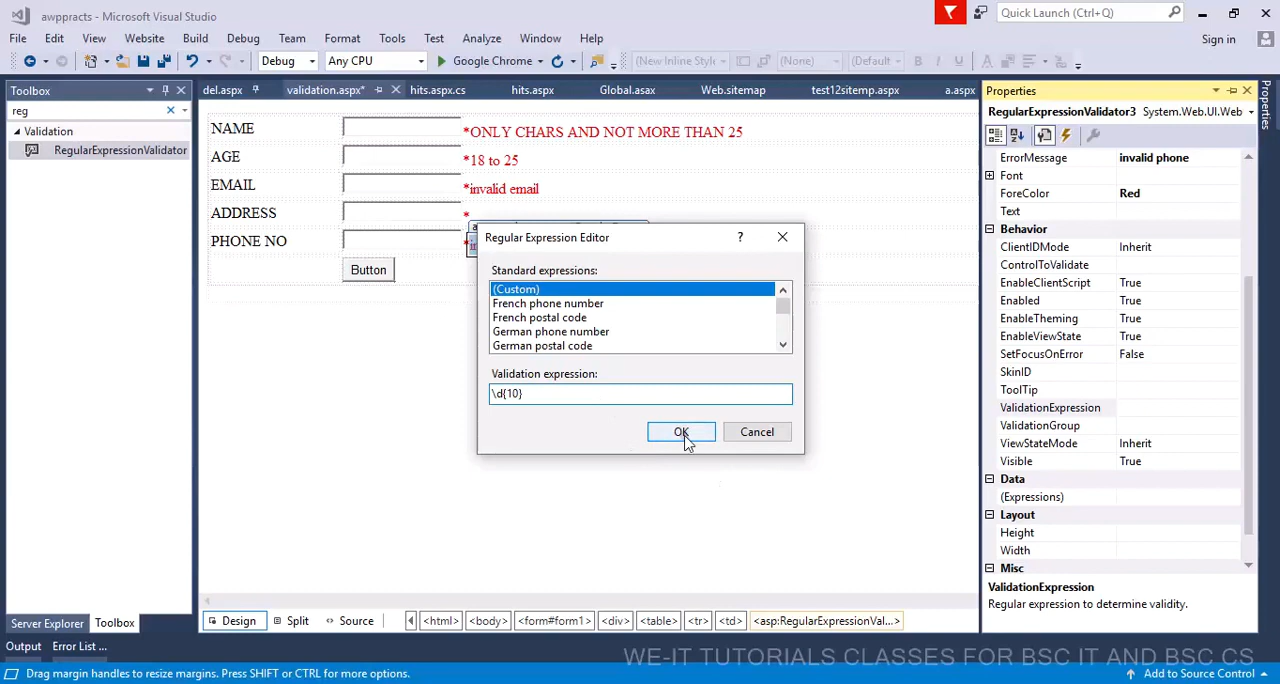 awppracts - Microsoft Visual Studio
Quick Launch (Ctrl+Q)
File Edit View Website Build Debug Team Format Tools Test Analyze Window Help
Sign in
Debug Any CPU Google Chrome (New Inline Style (None) (Default B I U
Toolbox
del.aspx validation.aspx* hits.aspx.cs hits.aspx Global.asax Web.sitemap test12sitemp.aspx a.aspx
Properties
Properties
reg
RegularExpressionValidator3 System.Web.UI.Web
Validation
RegularExpressionValidator
NAME *ONLY CHARS AND NOT MORE THAN 25
AGE *18 to 25
EMAIL *invalid email
ADDRESS *
PHONE NO
Button
Regular Expression Editor ?
Standard expressions:
(Custom)
French phone number
French postal code
German phone number
German postal code
Validation expression:
\d{10}
OK Cancel
ErrorMessage invalid phone
Font
ForeColor Red
Text
Behavior
ClientIDMode Inherit
ControlToValidate
EnableClientScript True
Enabled True
EnableTheming True
EnableViewState True
SetFocusOnError False
SkinID
ToolTip
ValidationExpression
ValidationGroup
ViewStateMode Inherit
Visible True
Data
(Expressions)
Layout
Height
Width
Misc
ValidationExpression
Regular expression to determine validity.
Server Explorer Toolbox
Design Split Source <html> <body> <form#form1> <div> <table> <tr> <td> <asp:RegularExpressionVal...>
Output Error List ...
WE-IT TUTORIALS CLASSES FOR BSC IT AND BSC CS
Drag margin handles to resize margins. Press SHIFT or CTRL for more options.
Add to Source Control